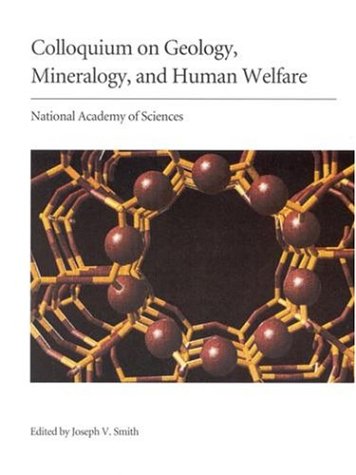 Colloquium on Geology,
Mineralogy, and Human Welfare
National Academy of Sciences
Edited by Joseph V. Smith